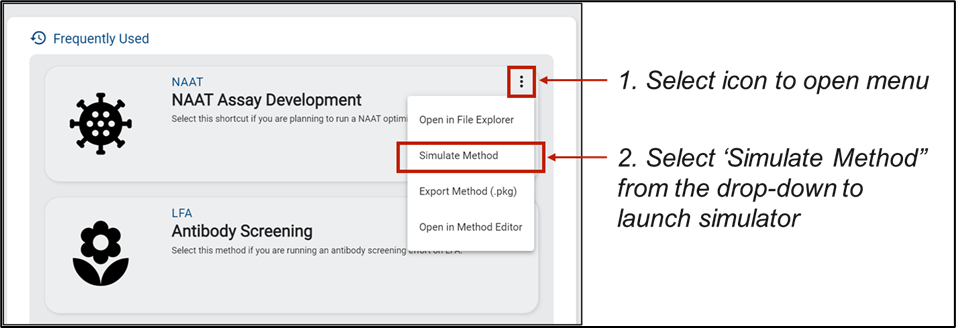 Frequently Used
NAAT
NAAT Assay Development
Select this shortcut if you are planning to run a NAAT optimi
Open in File Explorer
Simulate Method
Export Method (.pkg)
Open in Method Editor
LFA
Antibody Screening
Select this method if you are running an antibody screening effort on LFA.
1. Select icon to open menu
2. Select ‘Simulate Method”
from the drop-down to
launch simulator